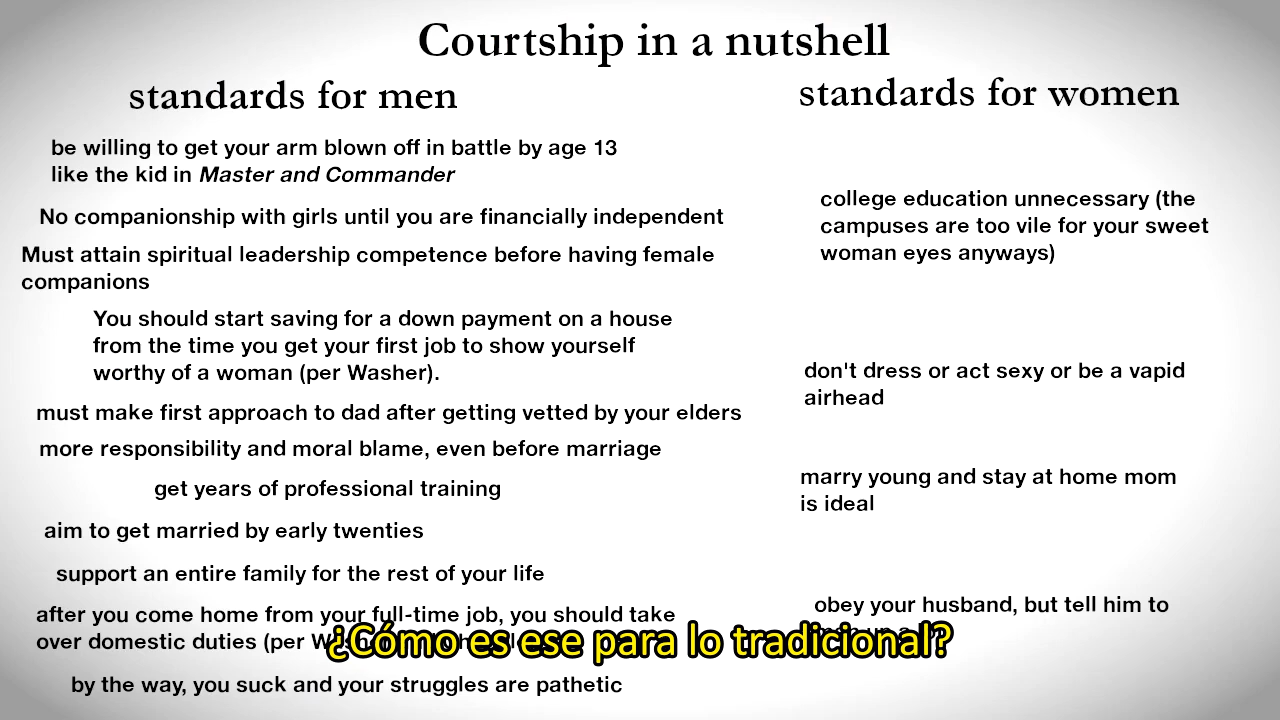 Courtship in a nutshell
standards for men
be willing to get your arm blown off in battle by age 13
like the kid in Master and Commander
No companionship with girls until you are financially independent
Must attain spiritual leadership competence before having female
companions
You should start saving for a down payment on a house
from the time you get your first job to show yourself
worthy of a woman (per Washer).
must make first approach to dad after getting vetted by your elders
more responsibility and moral blame, even before marriage
get years of professional training
aim to get married by early twenties
support an entire family for the rest of your life
after you come home from your full-time job, you should take
over domestic duties (per
by the way, you suck and your struggles are pathetic
standards for women
college education unnecessary (the
campuses are too vile for your sweet
woman eyes anyways)
don't dress or act sexy or be a vapid
airhead
marry young and stay at home mom
is ideal
obey your husband, but tell him to
¿Cómo es ese para lo tradicional?